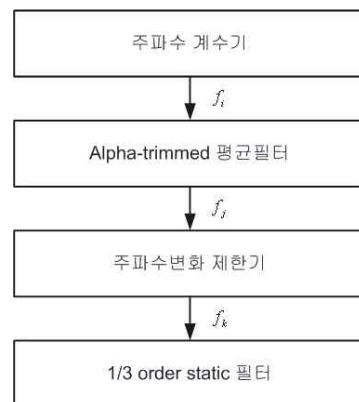 주파수 계수기
f_i
Alpha-trimmed 평균필터
f_j
주파수변화 제한기
f_k
1/3 order static 필터